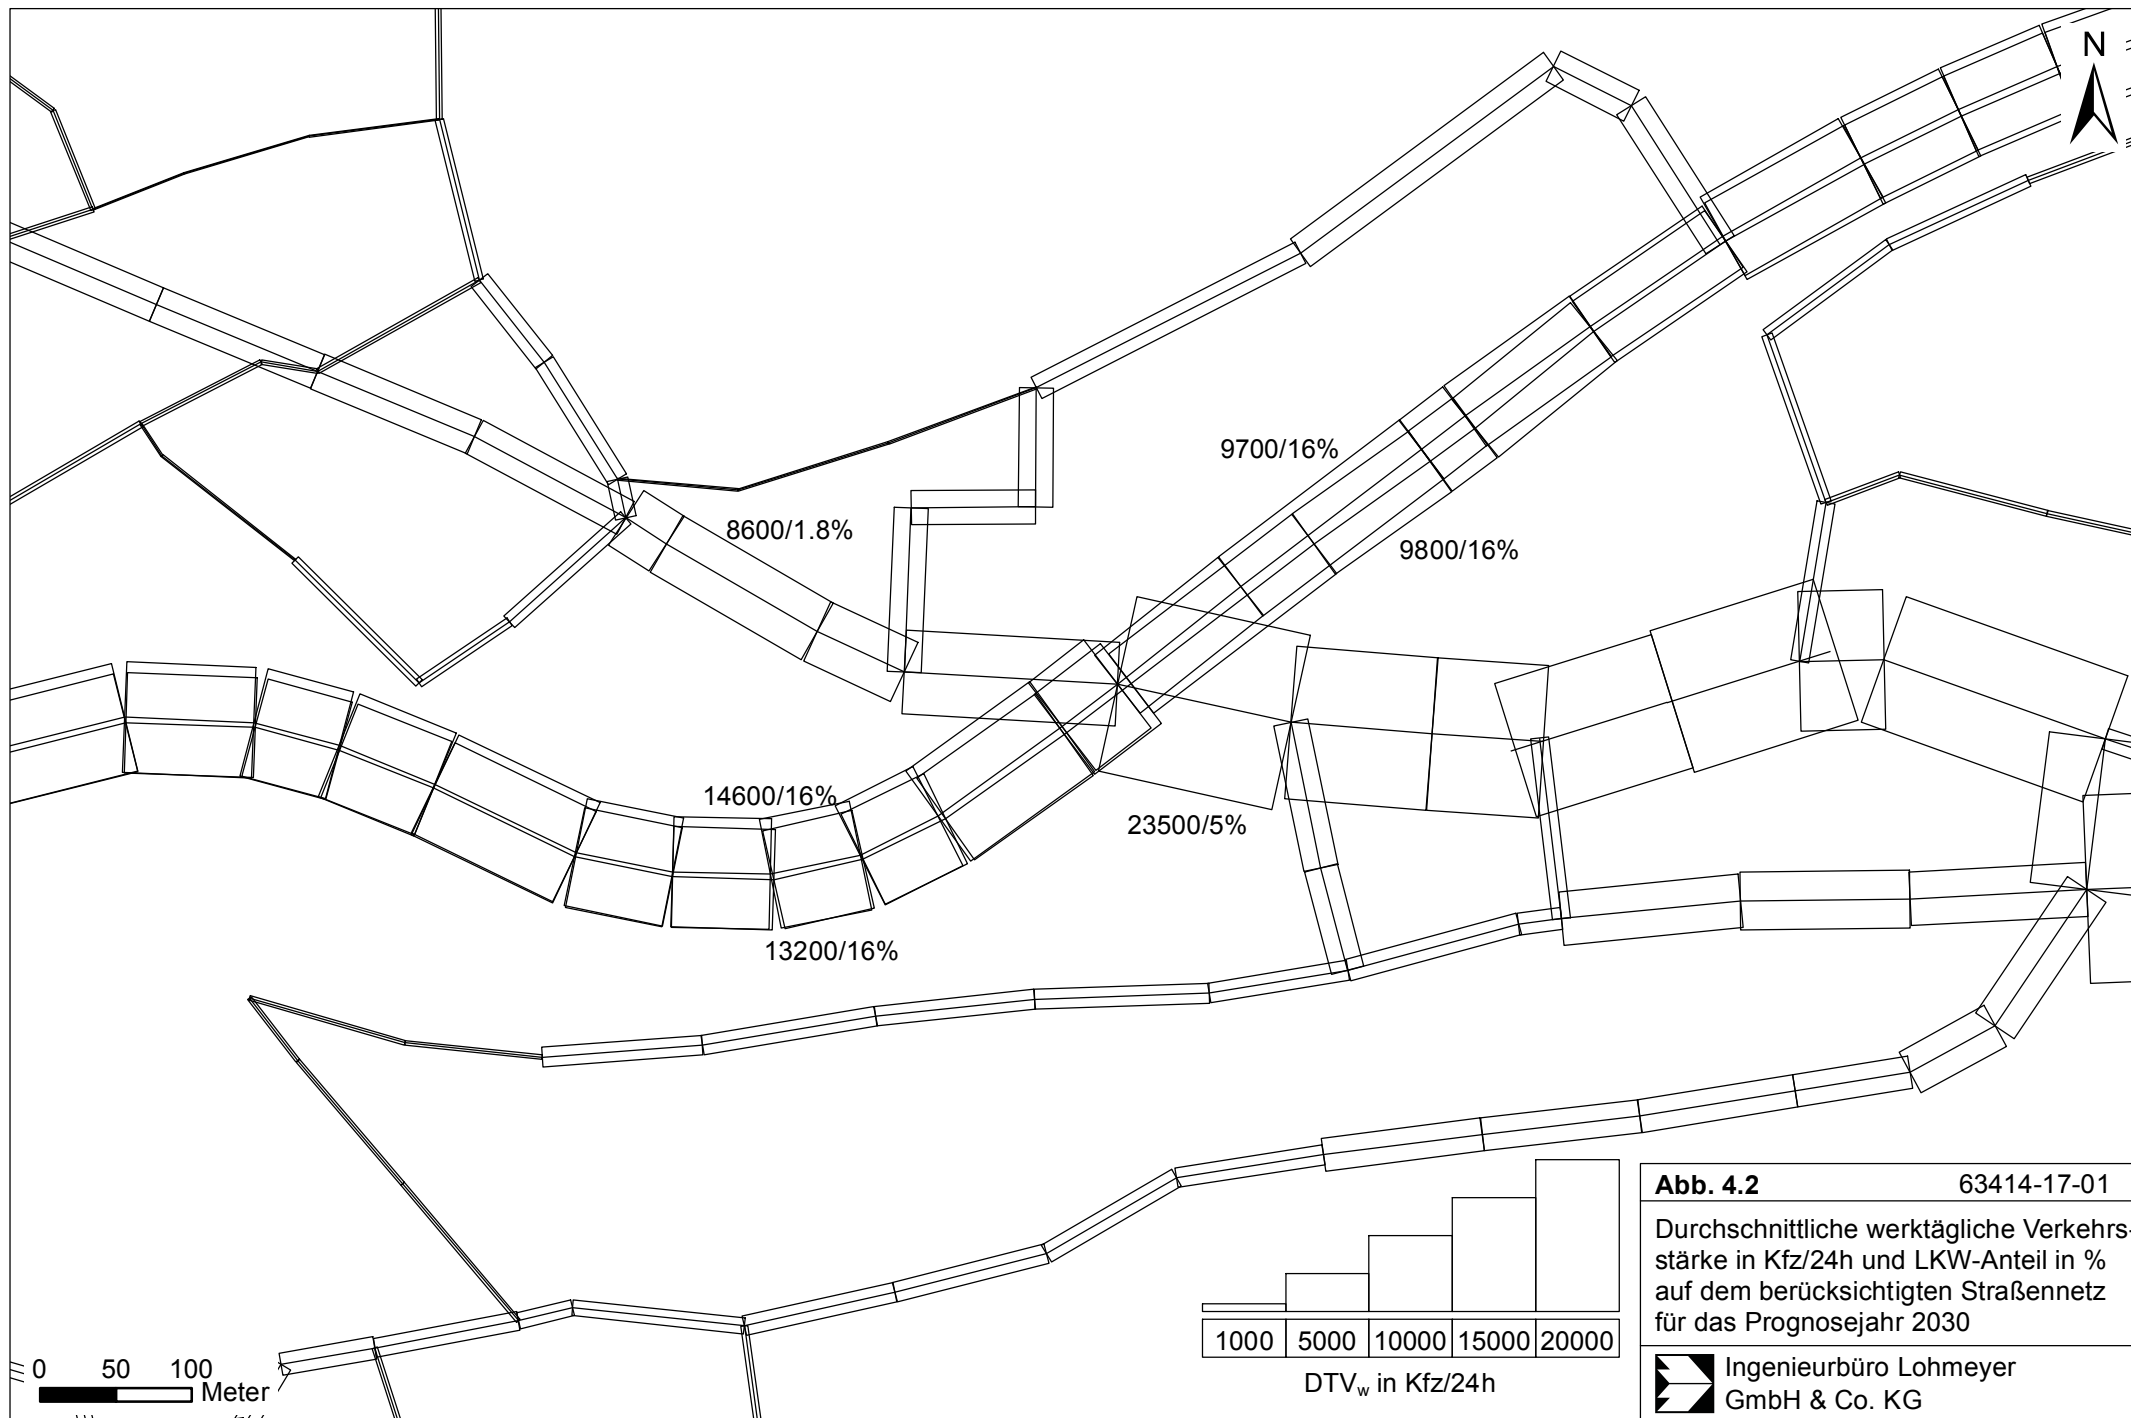 N
9700/16%
8600/1.8%
9800/16%
14600/16%
23500/5%
13200/16%
Abb. 4.2 63414-17-01
Durchschnittliche werktägliche Verkehrs-
stärke in Kfz/24h und LKW-Anteil in %
auf dem berücksichtigten Straßennetz
für das Prognosejahr 2030
1000 5000 10000 15000 20000
DTVw in Kfz/24h
0 50 100
Meter
Ingenieurbüro Lohmeyer
GmbH & Co. KG